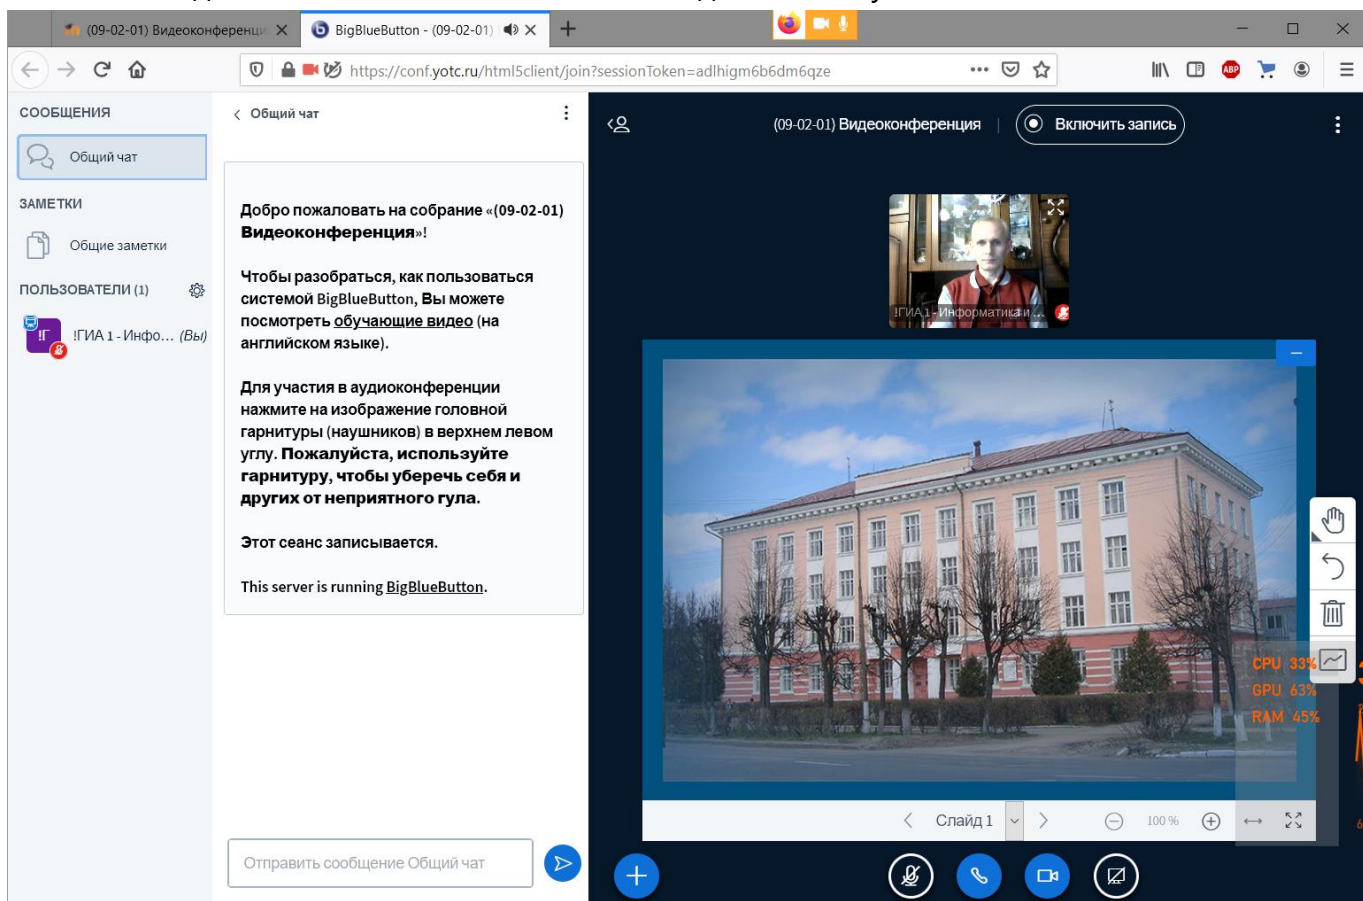 (09-02-01) Видеоконференци
BigBlueButton - (09-02-01)
https://conf.yotc.ru/html5client/join?sessionToken=adlhigm6b6dm6qze
ABP
СООБЩЕНИЯ
Общий чат
ЗАМЕТКИ
Общие заметки
ПОЛЬЗОВАТЕЛИ (1)
!Г
!ГИА 1 - Инфо... (Вы)
Общий чат
Добро пожаловать на собрание «(09-02-01)
Видеоконференция»!
Чтобы разобраться, как пользоваться
системой BigBlueButton, Вы можете
посмотреть обучающие видео (на
английском языке).
Для участия в аудиоконференции
нажмите на изображение головной
гарнитуры (наушников) в верхнем левом
углу. Пожалуйста, используйте
гарнитуру, чтобы уберечь себя и
других от неприятного гула.
Этот сеанс записывается.
This server is running BigBlueButton.
Отправить сообщение Общий чат
(09-02-01) Видеоконференция
Включить запись
!ГИА 1 - Информатика и ...
CPU 33%
GPU 63%
RAM 45%
Слайд 1
100 %